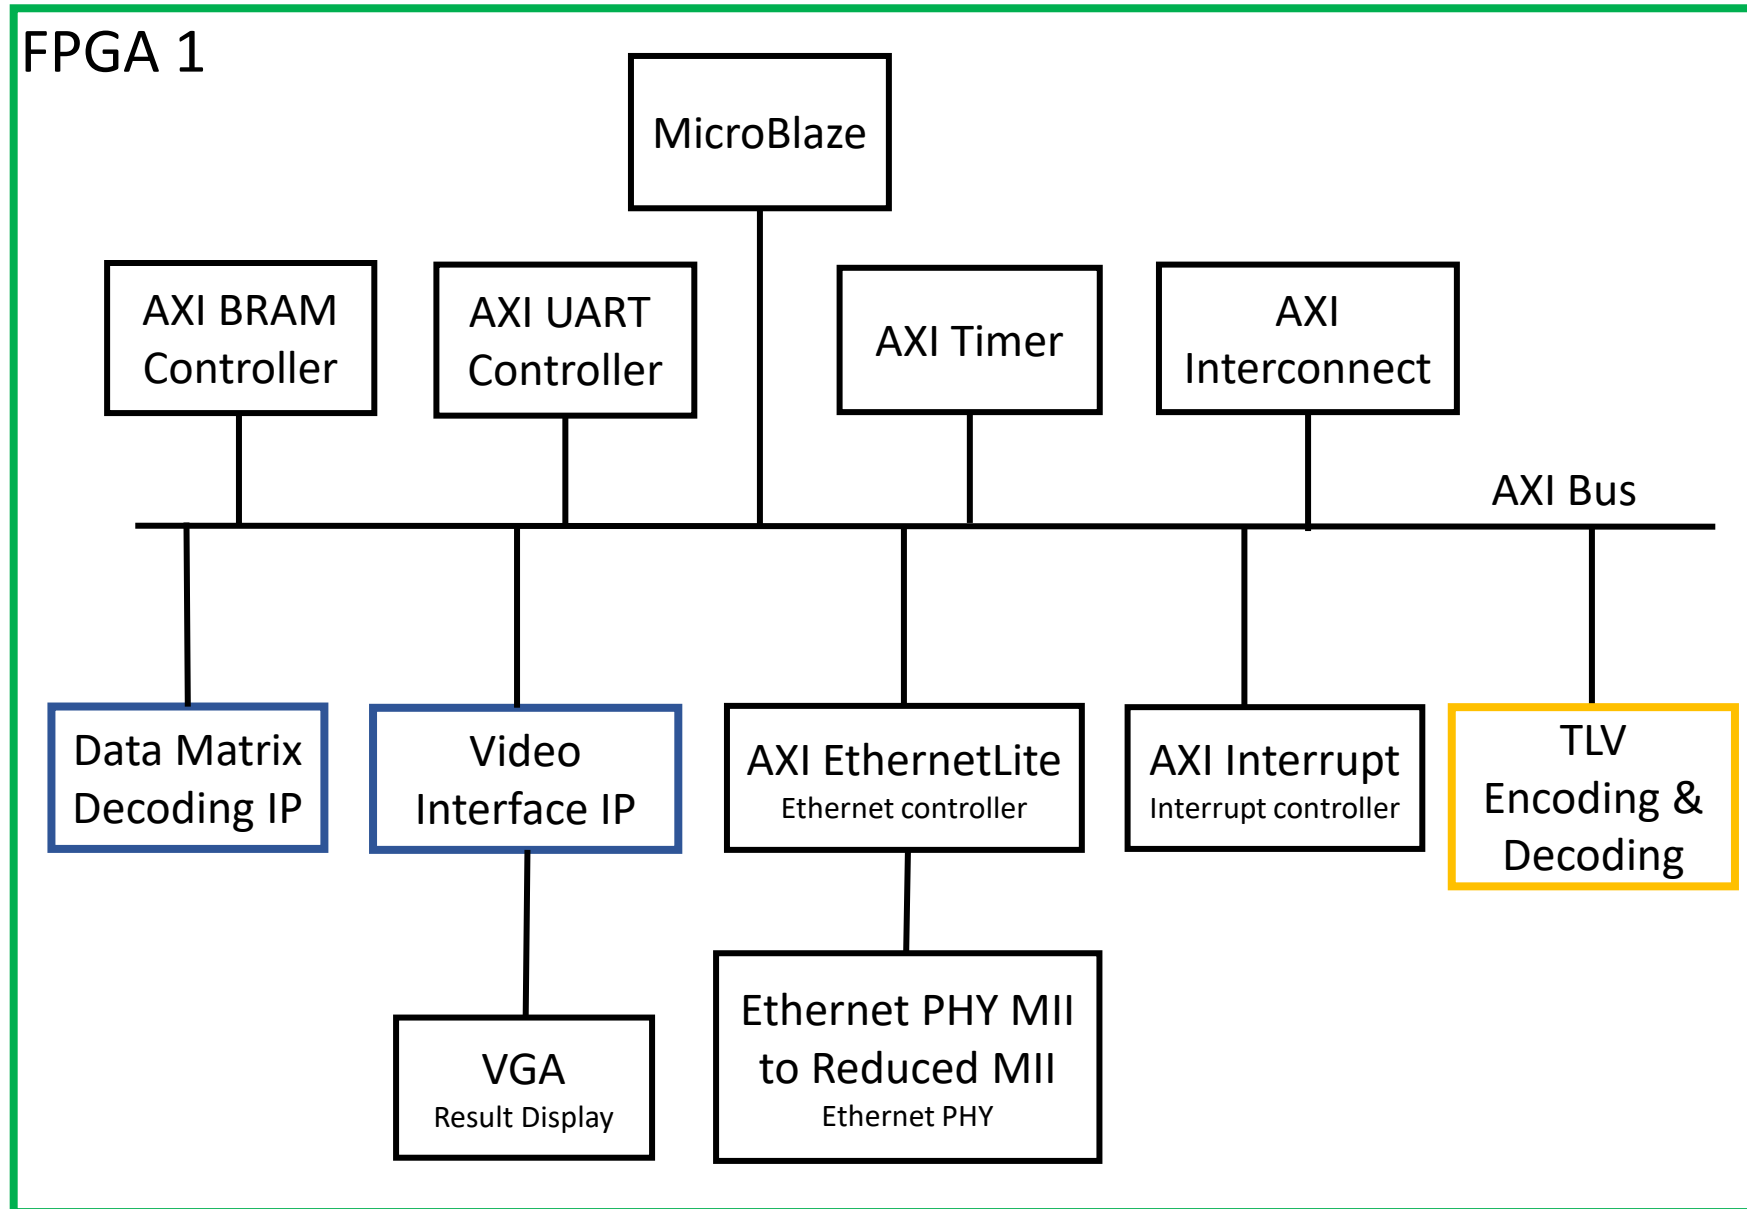 FPGA 1
MicroBlaze
AXI BRAM
Controller
AXI UART
Controller
AXI Timer
AXI
Interconnect
AXI Bus
Data Matrix
Decoding IP
Video
Interface IP
AXI EthernetLite
Ethernet controller
AXI Interrupt
Interrupt controller
TLV
Encoding &
Decoding
VGA
Result Display
Ethernet PHY MII
to Reduced MII
Ethernet PHY